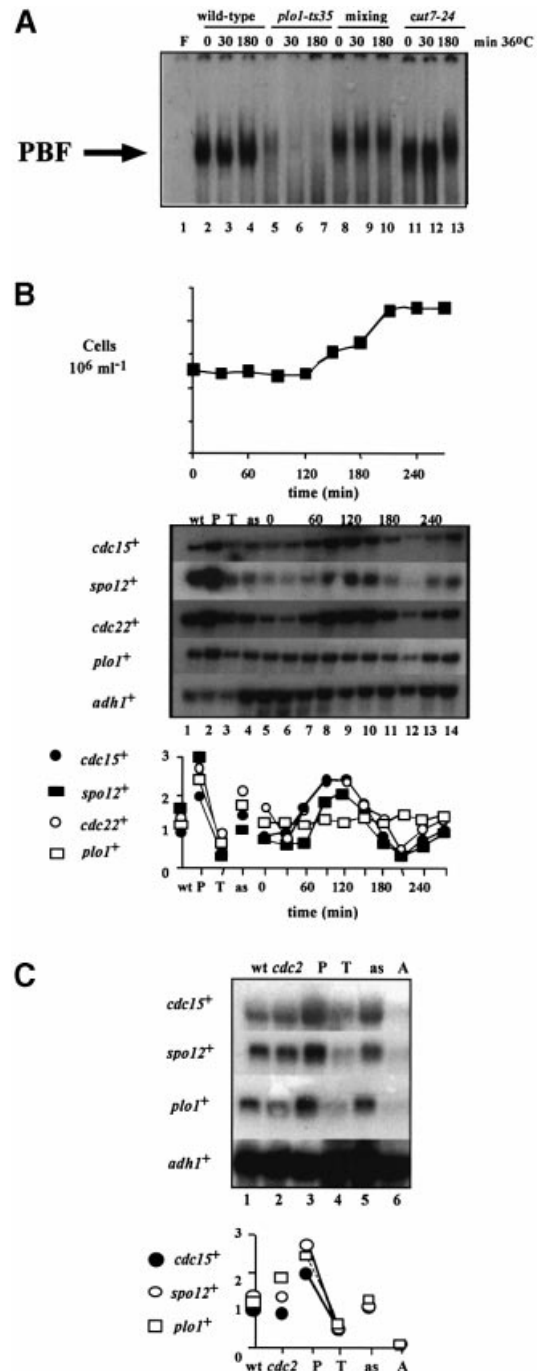 A
wild-type plo1-ts35 mixing cut7-24
F 0 30 180 0 30 180 0 30 180 0 30 180 min 36ºC
PBF
1 2 3 4 5 6 7 8 9 10 11 12 13
B
Cells
10⁶ ml⁻¹
0 60 120 180 240
time (min)
wt P T as 0 60 120 180 240
cdc15⁺
spo12⁺
cdc22⁺
plo1⁺
adh1⁺
1 2 3 4 5 6 7 8 9 10 11 12 13 14
cdc15⁺
spo12⁺
cdc22⁺
plo1⁺
3
2
1
0
wt P T as 0 60 120 180 240
time (min)
C
wt cdc2 P T as A
cdc15⁺
spo12⁺
plo1⁺
adh1⁺
1 2 3 4 5 6
cdc15⁺
spo12⁺
plo1⁺
3
2
1
0
wt cdc2 P T as A